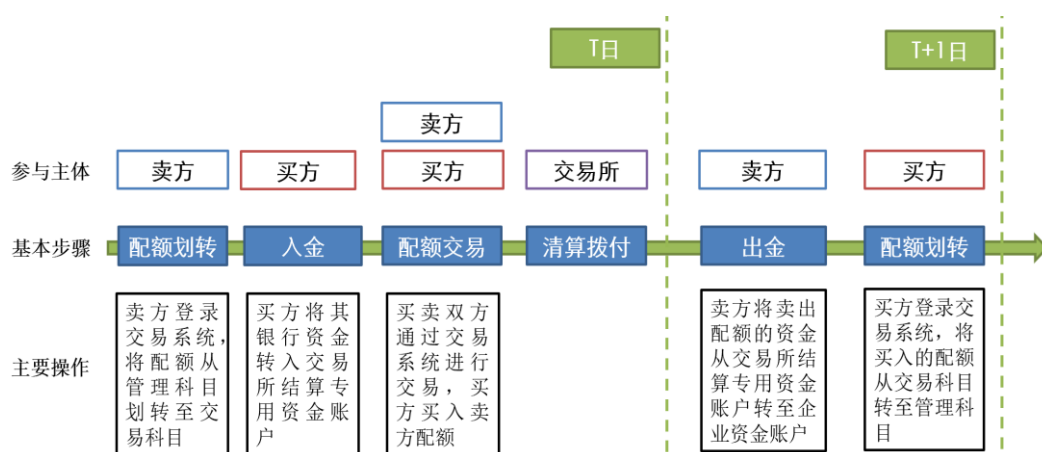 T日
T+1日
卖方
参与主体
卖方
买方
买方
交易所
卖方
买方
基本步骤
配额划转
入金
配额交易
清算拨付
出金
配额划转
主要操作
卖方登录
交易系统，
将配额从
管理科目
划转至交
易科目
买方将其
银行资金
转入交易
所结算专
用资金账
户
买卖双方
通过交易
系统进行
交易，买
方买入卖
方配额
卖方将卖出
配额的资金
从交易所结
算专用资金
账户转至企
业资金账户
买方登录交
易系统，将
买入的配额
从交易科目
转至管理科
目